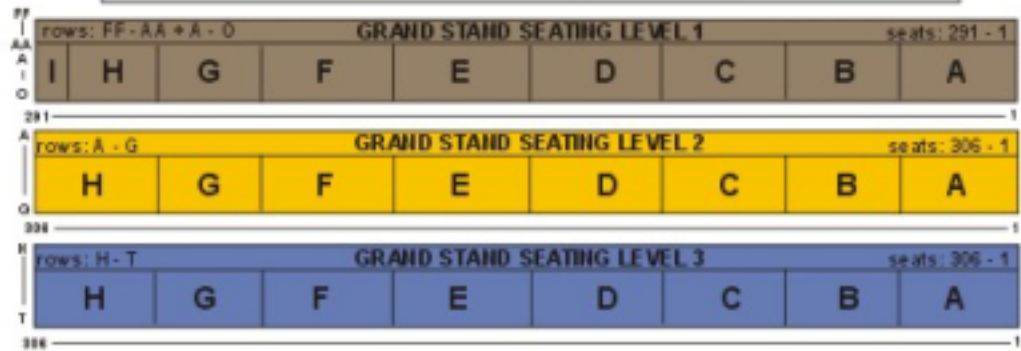 FF
rows: FF-AA + A - O GRAND STAND SEATING LEVEL 1 seats: 291 - 1
AA
A
I H G F E D C B A
O
291 1
A
rows: A - G GRAND STAND SEATING LEVEL 2 seats: 306 - 1
H G F E D C B A
G
306 1
H
rows: H - T GRAND STAND SEATING LEVEL 3 seats: 306 - 1
H G F E D C B A
T
306 1